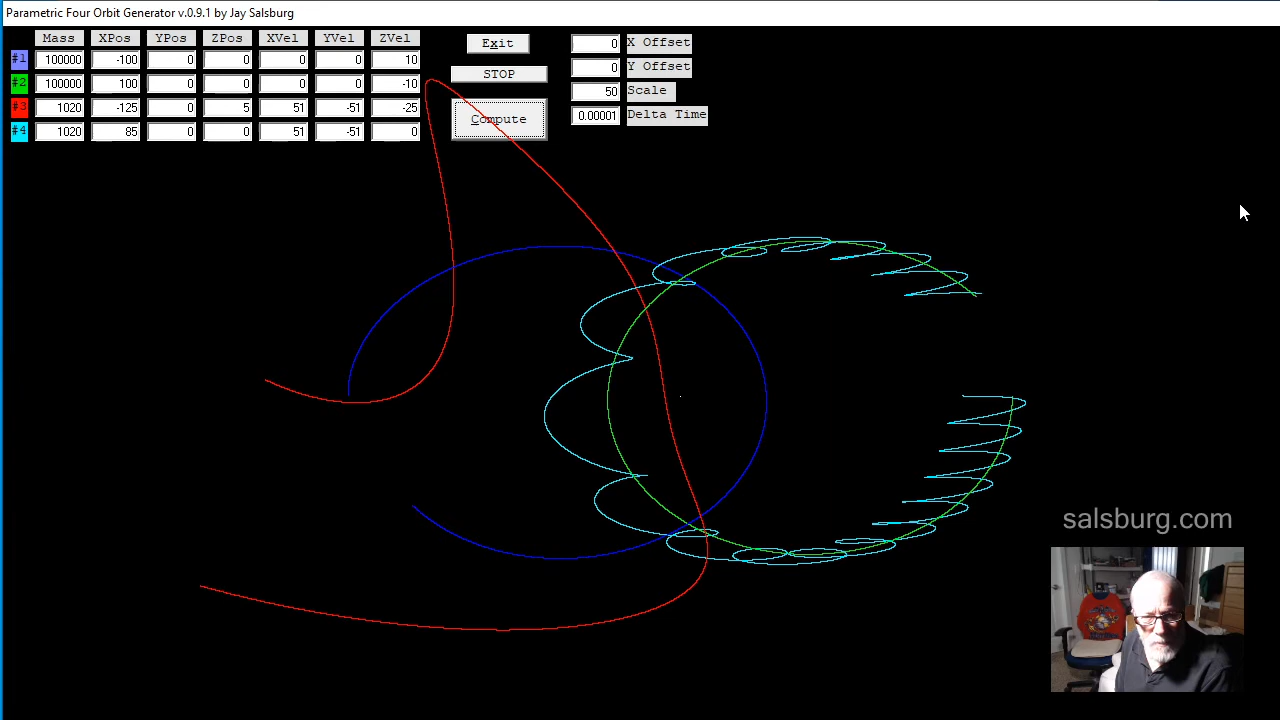 Parametric Four Orbit Generator v.0.9.1 by Jay Salsburg
Mass XPos YPos ZPos XVel YVel ZVel
#1 100000 -100 0 0 0 0 10
#2 100000 100 0 0 0 0 -10
#3 1020 -125 0 5 51 -51 -25
#4 1020 85 0 0 51 -51 0
Exit
STOP
Compute
0 X Offset
0 Y Offset
50 Scale
0.00001 Delta Time
salsburg.com